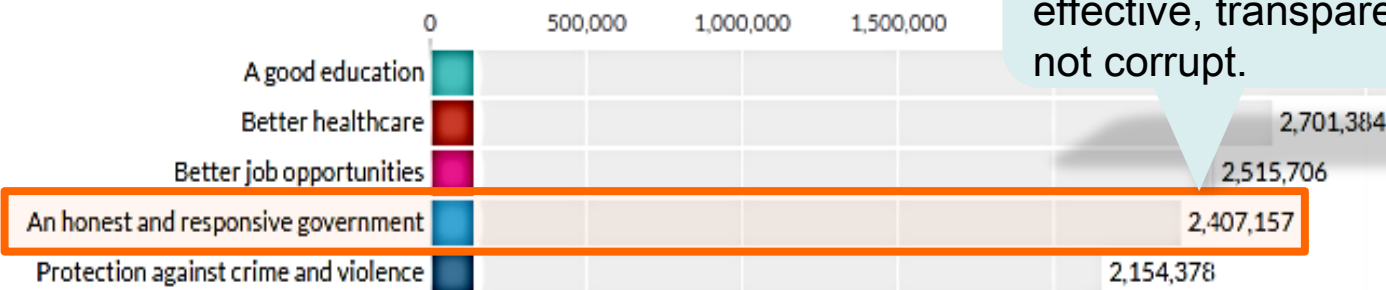 effective, transpare
not corrupt.
0 500,000 1,000,000 1,500,000
A good education
Better healthcare 2,701,384
Better job opportunities 2,515,706
An honest and responsive government 2,407,157
Protection against crime and violence 2,154,378